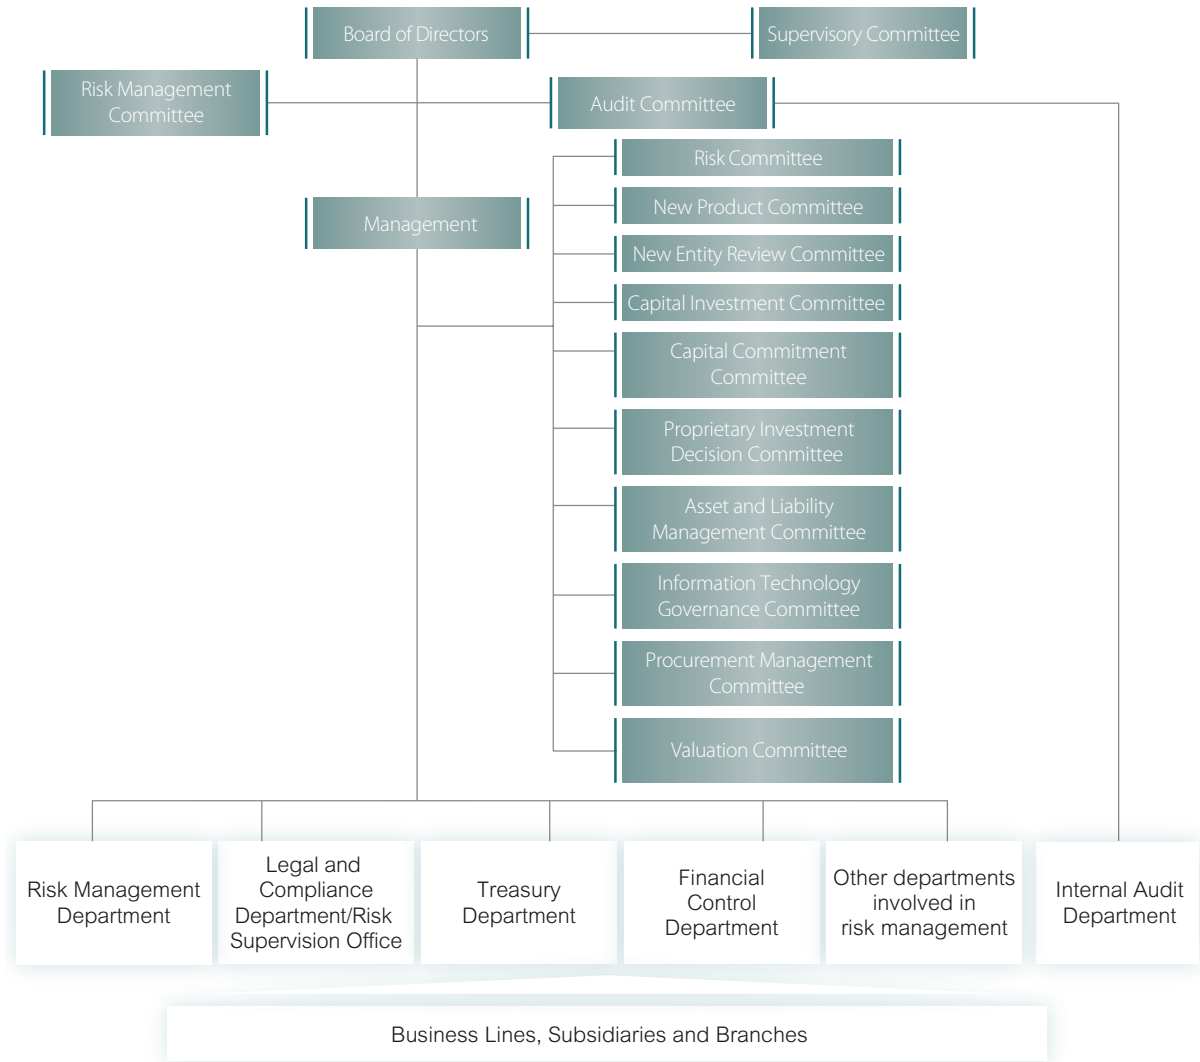 Board of Directors
Supervisory Committee
Risk Management
Committee
Audit Committee
Risk Committee
New Product Committee
Management
New Entity Review Committee
Capital Investment Committee
Capital Commitment
Committee
Proprietary Investment
Decision Committee
Asset and Liability
Management Committee
Information Technology
Governance Committee
Procurement Management
Committee
Valuation Committee
Risk Management
Department
Legal and
Compliance
Department/Risk
Supervision Office
Treasury
Department
Financial
Control
Department
Other departments
involved in
risk management
Internal Audit
Department
Business Lines, Subsidiaries and Branches